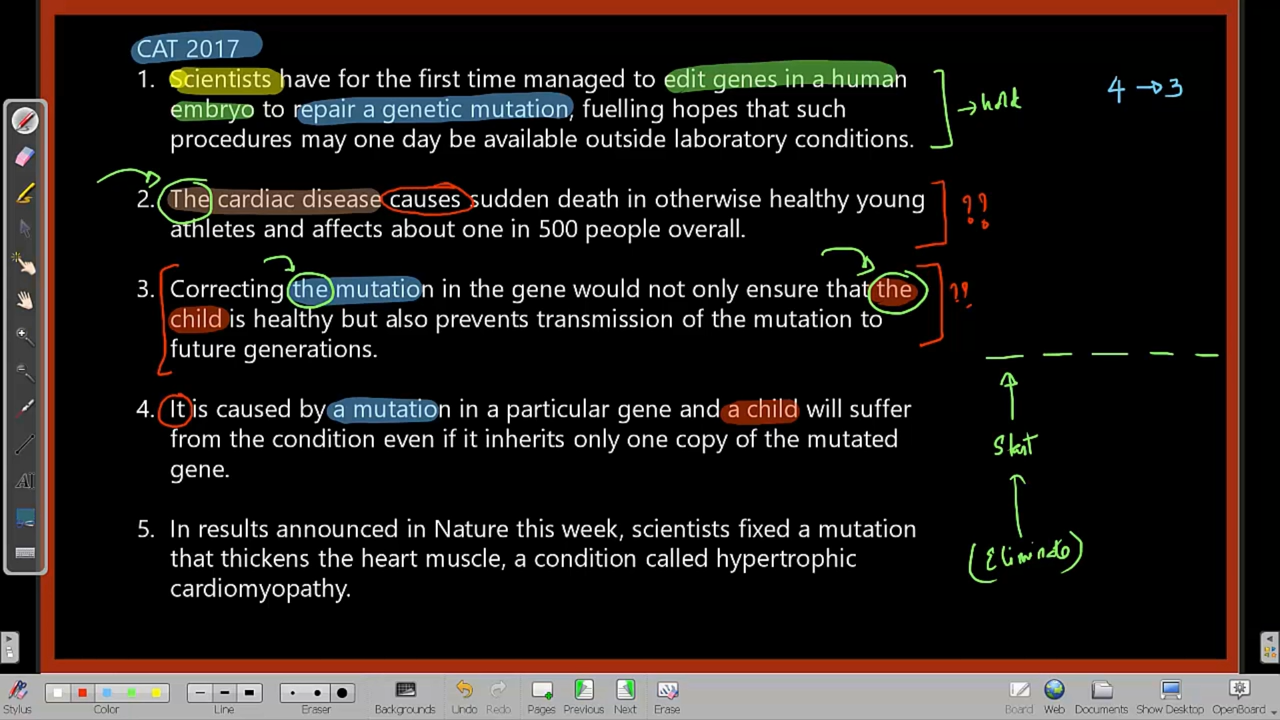 CAT 2017
1. Scientists have for the first time managed to edit genes in a human
embryo to repair a genetic mutation, fuelling hopes that such
procedures may one day be available outside laboratory conditions.
→ hold
4 → 3
2. The cardiac disease causes sudden death in otherwise healthy young
athletes and affects about one in 500 people overall.
??
3. Correcting the mutation in the gene would not only ensure that the
child is healthy but also prevents transmission of the mutation to
future generations.
??
4. It is caused by a mutation in a particular gene and a child will suffer
from the condition even if it inherits only one copy of the mutated
gene.
Start
5. In results announced in Nature this week, scientists fixed a mutation
that thickens the heart muscle, a condition called hypertrophic
cardiomyopathy.
(Eliminate)
Stylus
Color
Line
Eraser
Backgrounds
Undo
Redo
Pages
Previous
Next
Erase
Board
Web
Documents
Show Desktop
OpenBoard